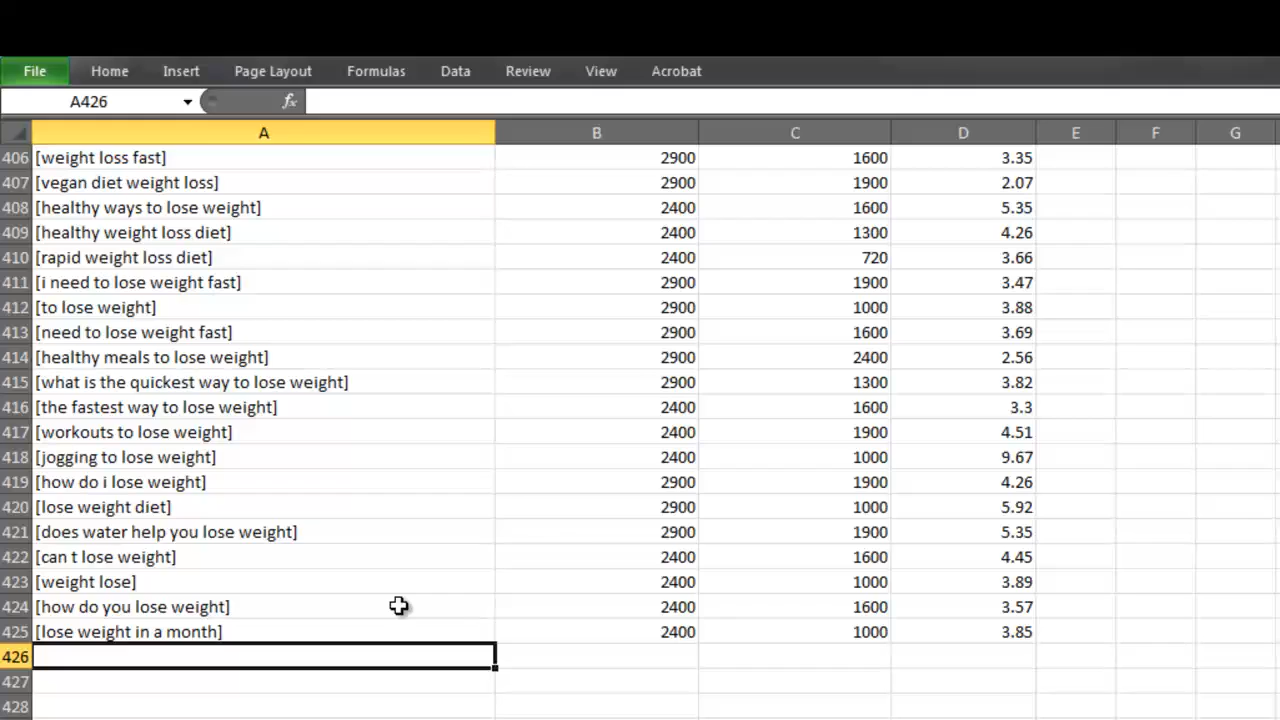 File Home Insert Page Layout Formulas Data Review View Acrobat
A426 fx
A B C D E F G
406 [weight loss fast] 2900 1600 3.35
407 [vegan diet weight loss] 2900 1900 2.07
408 [healthy ways to lose weight] 2400 1600 5.35
409 [healthy weight loss diet] 2400 1300 4.26
410 [rapid weight loss diet] 2400 720 3.66
411 [i need to lose weight fast] 2900 1900 3.47
412 [to lose weight] 2900 1000 3.88
413 [need to lose weight fast] 2900 1600 3.69
414 [healthy meals to lose weight] 2900 2400 2.56
415 [what is the quickest way to lose weight] 2900 1300 3.82
416 [the fastest way to lose weight] 2400 1600 3.3
417 [workouts to lose weight] 2400 1900 4.51
418 [jogging to lose weight] 2400 1000 9.67
419 [how do i lose weight] 2900 1900 4.26
420 [lose weight diet] 2900 1000 5.92
421 [does water help you lose weight] 2900 1900 5.35
422 [can t lose weight] 2400 1600 4.45
423 [weight lose] 2400 1000 3.89
424 [how do you lose weight] 2400 1600 3.57
425 [lose weight in a month] 2400 1000 3.85
426
427
428